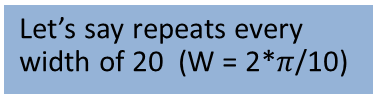 Let's say repeats every
width of 20  (W = 2*π/10)